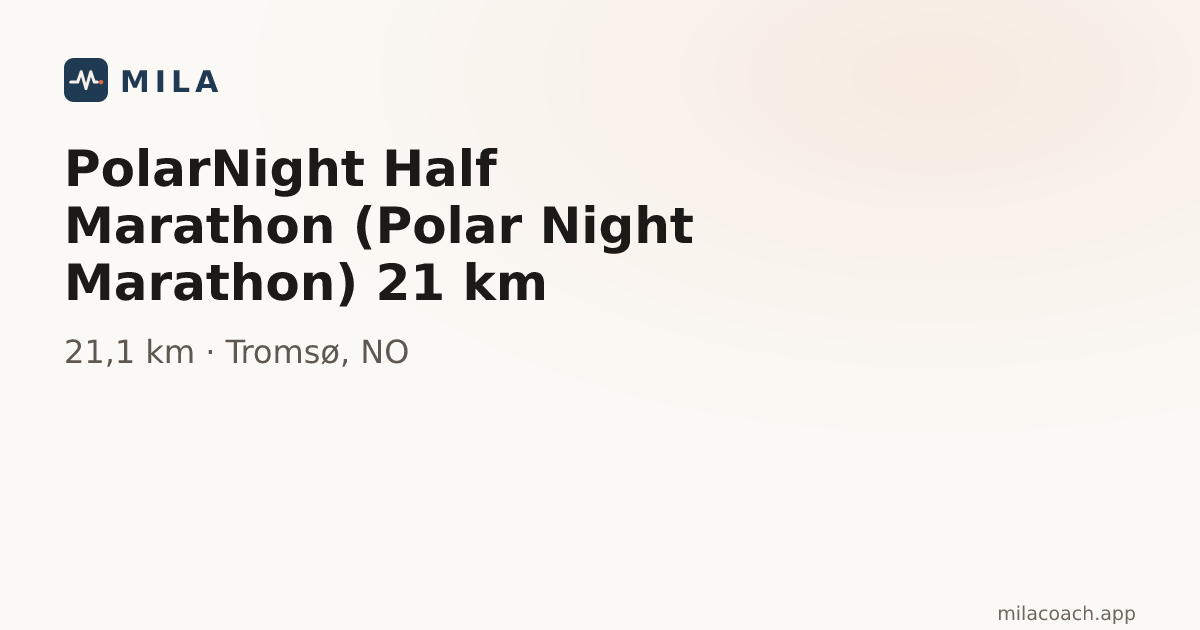 MILA
PolarNight Half
Marathon (Polar Night
Marathon) 21 km
21,1 km · Tromsø, NO
milacoach.app